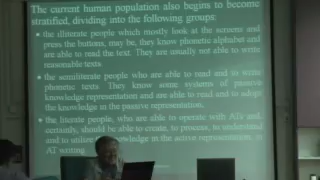 The current human population also begins to become
stratified, dividing into the following groups:
• the illiterate people which mostly look at the screens and
press the buttons, may be, they know phonetic alphabet and
are able to read the text. They are usually not able to write
reasonable texts.
• the semiliterate people who are able to read and to write
phonetic texts. They know some systems of passive
knowledge representation and are able to read and to adopt
the knowledge in the passive representation.
• the literate people, who are able to operate with ATs and
certainly, should be able to create, to process, to understand
and to knowledge in the active representation, in
AT writing.